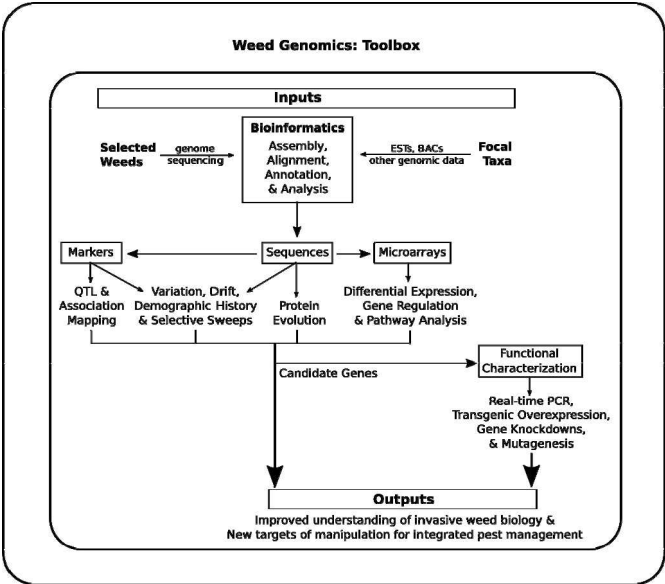 Weed Genomics: Toolbox
Inputs
Selected
Weeds
genome
sequencing
Bioinformatics
Assembly,
Alignment,
Annotation,
& Analysis
ESTs, BACs
other genomic data
Focal
Taxa
Markers
Sequences
Microarrays
QTL &
Association
Mapping
Variation, Drift,
Demographic History
& Selective Sweeps
Protein
Evolution
Differential Expression,
Gene Regulation
& Pathway Analysis
Candidate Genes
Functional
Characterization
Real-time PCR,
Transgenic Overexpression,
Gene Knockdowns,
& Mutagenesis
Outputs
Improved understanding of invasive weed biology &
New targets of manipulation for integrated pest management